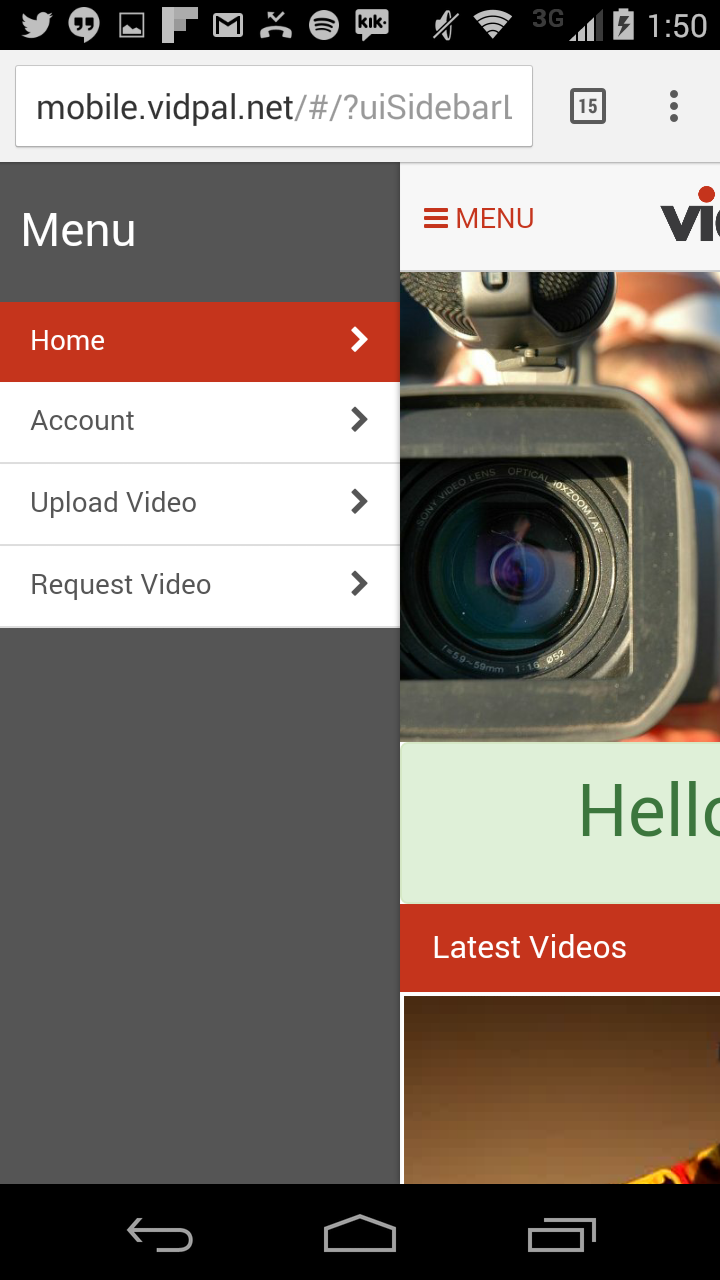 kik·
3G
1:50
mobile.vidpal.net/#/?uiSidebarL
15
Menu
MENU
vi
Home
Account
Upload Video
Request Video
SONY VIDEO LENS OPTICAL 10XZOOM/AF
f=5.9~59mm 1:1.6 ø52
Hello
Latest Videos